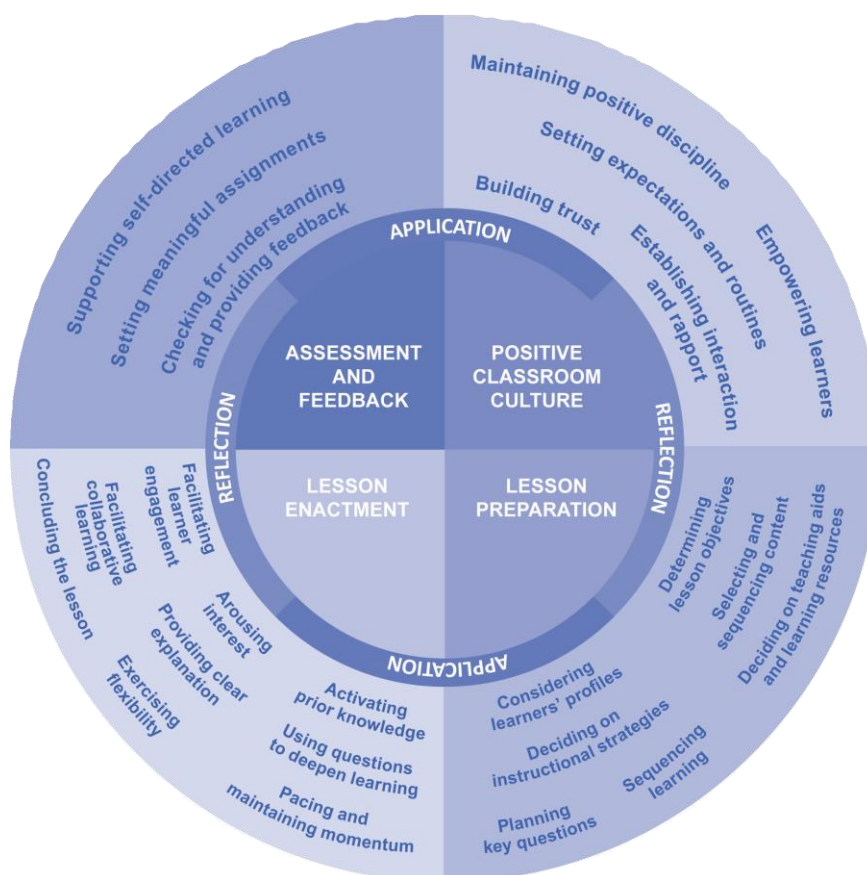 Supporting self-directed learning
Setting meaningful assignments
Checking for understanding
and providing feedback
Maintaining positive discipline
Setting expectations and routines
Building trust
Establishing interaction
and rapport
Empowering learners
APPLICATION
REFLECTION
REFLECTION
APPLICATION
ASSESSMENT
AND
FEEDBACK
POSITIVE
CLASSROOM
CULTURE
LESSON
ENACTMENT
LESSON
PREPARATION
Facilitating
learner
engagement
Facilitating
collaborative
learning
Concluding the lesson
Arousing
interest
Providing clear
explanation
Exercising
flexibility
Activating
prior knowledge
Using questions
to deepen learning
Pacing and
maintaining momentum
Determining
lesson objectives
Selecting and
sequencing content
Deciding on teaching aids
and learning resources
Considering
learners' profiles
Deciding on
instructional strategies
Sequencing
learning
Planning
key questions